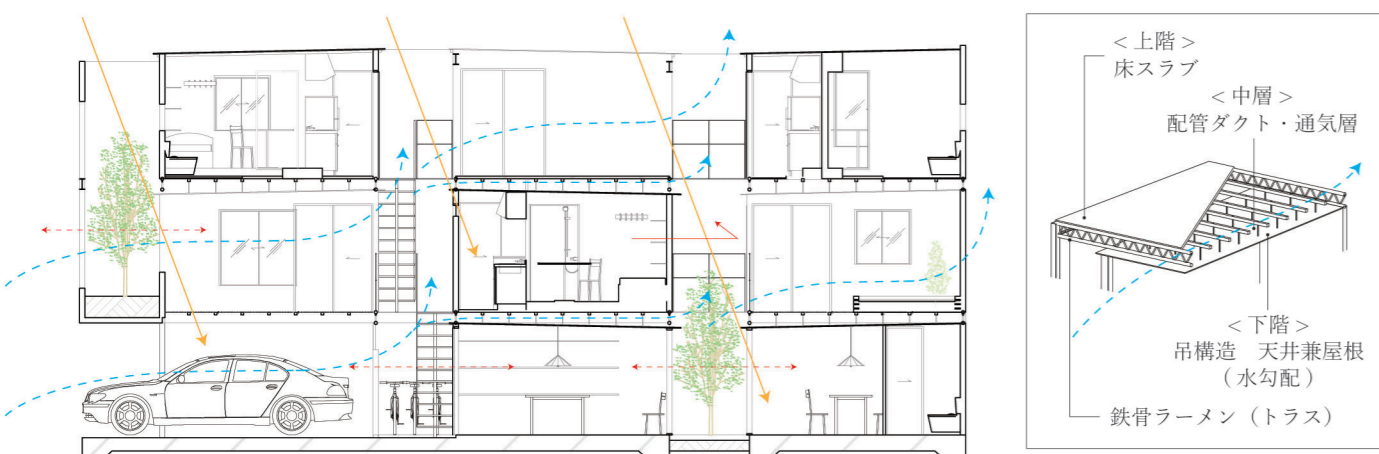 < 上階 >
床スラブ
< 中層 >
配管ダクト・通気層
< 下階 >
吊構造　天井兼屋根
( 水勾配 )
鉄骨ラーメン（トラス）